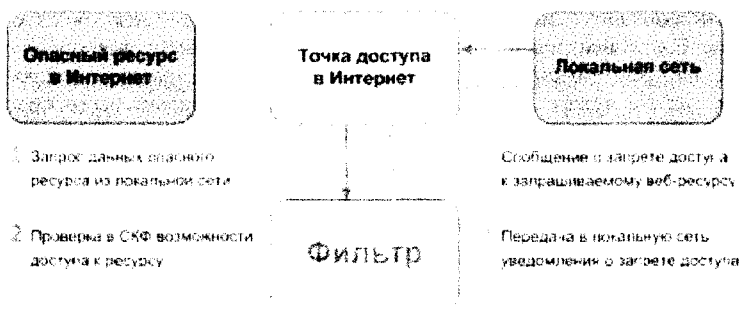 Опасный ресурс
в Интернет
Точка доступа
в Интернет
Локальная сеть
1 Запрос данных опасного
ресурса из локальной сети
2 Проверка в СКФ возможности
доступа к ресурсу
Фильтр
Сообщение о запрете доступа
к запрашиваемому веб-ресурсу
Передача в локальную сеть
уведомления о запрете доступа